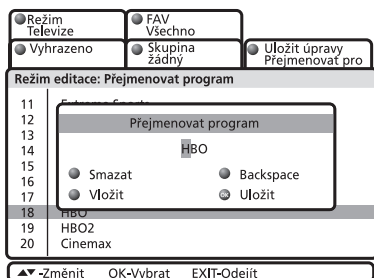 Režim
Televize
FAV
Všechno
Vyhrazeno
Skupina
žádný
Uložit úpravy
Přejmenovat pro
Režim editace: Přejmenovat program
11
12
13
14
15
16
17
Přejmenovat program
HBO
Smazat
Backspace
Vložit
OK Uložit
18 HBO
19 HBO2
20 Cinemax
-Změnit OK-Vybrat EXIT-Odejít